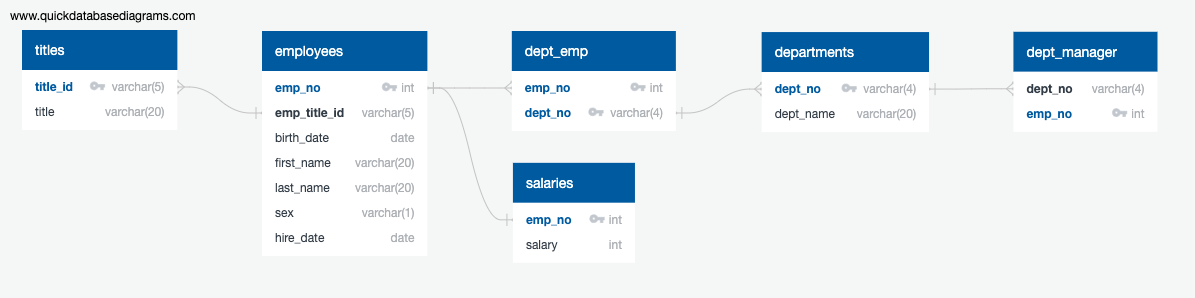 www.quickdatabasediagrams.com
titles
title_id varchar(5)
title varchar(20)
employees
emp_no int
emp_title_id varchar(5)
birth_date date
first_name varchar(20)
last_name varchar(20)
sex varchar(1)
hire_date date
dept_emp
emp_no int
dept_no varchar(4)
salaries
emp_no int
salary int
departments
dept_no varchar(4)
dept_name varchar(20)
dept_manager
dept_no varchar(4)
emp_no int